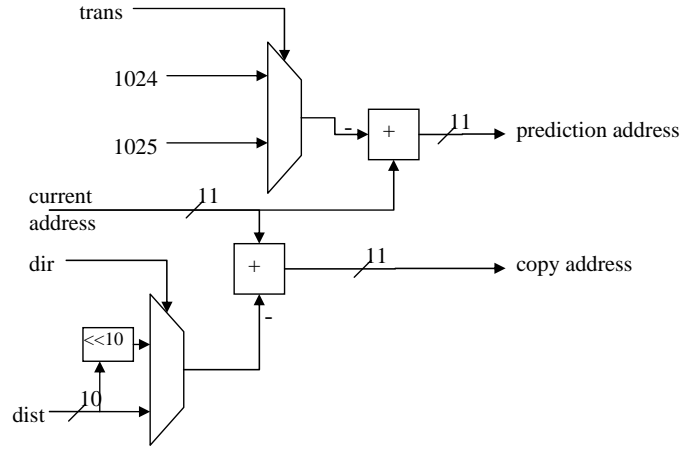 trans
1024
1025
-
+
11
prediction address
current
address
11
+
11
copy address
dir
-
<<10
10
dist